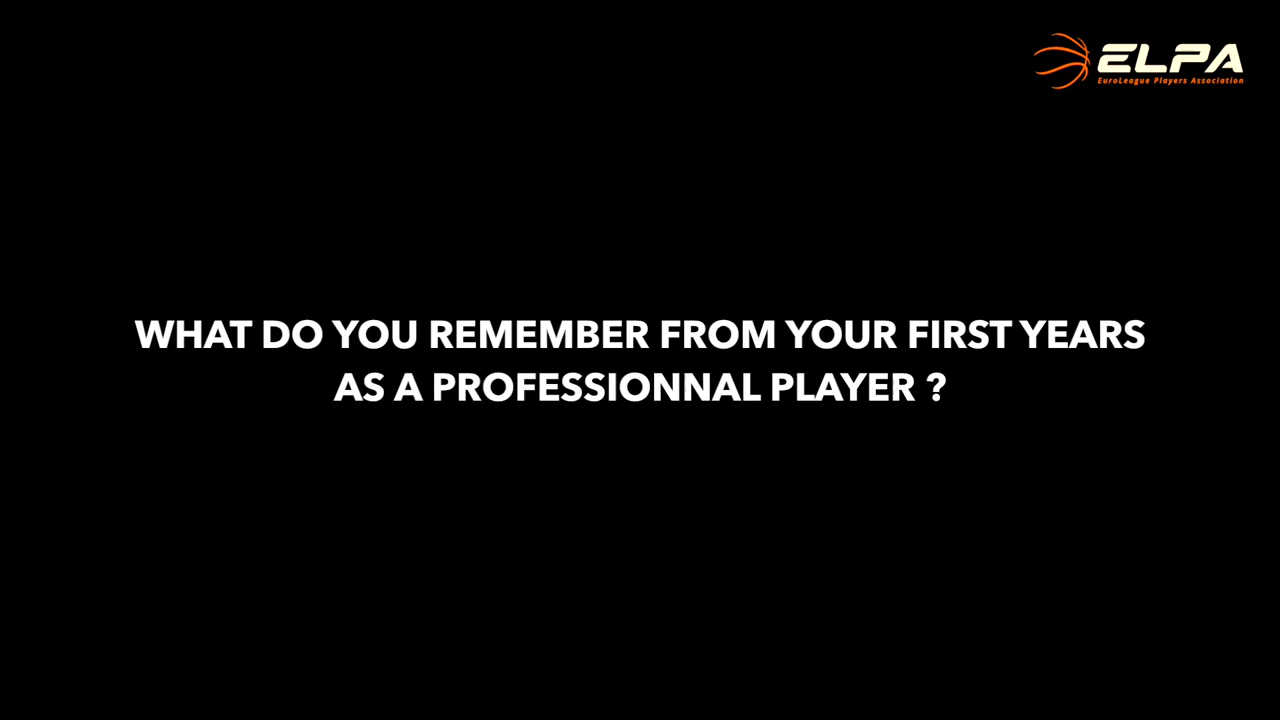 ELPA
EuroLeague Players Association
WHAT DO YOU REMEMBER FROM YOUR FIRST YEARS
AS A PROFESSIONNAL PLAYER ?